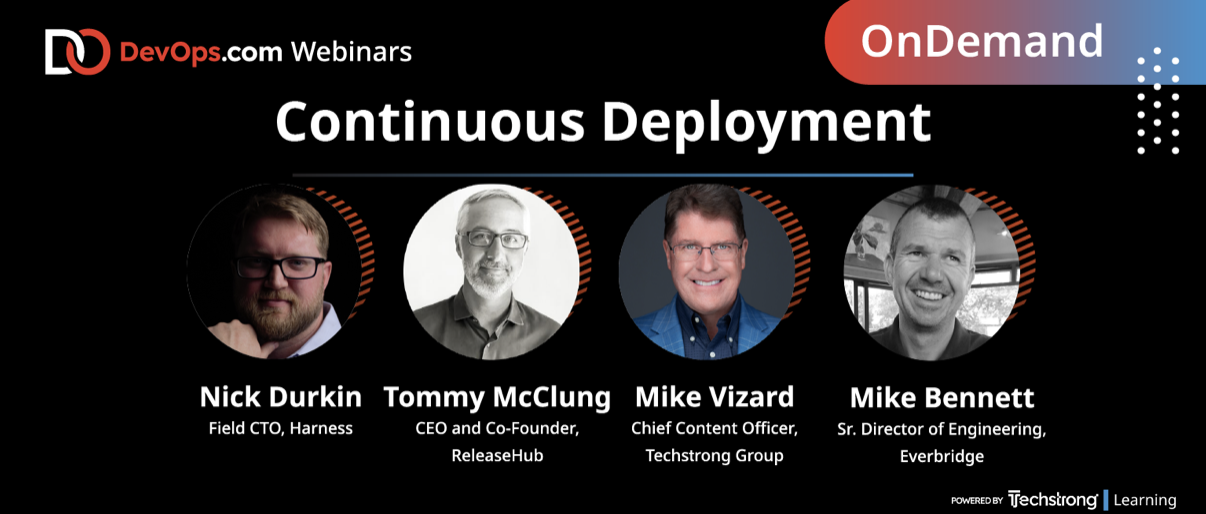 DevOps.com Webinars
OnDemand
Continuous Deployment
Nick Durkin
Field CTO, Harness
Tommy McClung
CEO and Co-Founder,
ReleaseHub
Mike Vizard
Chief Content Officer,
Techstrong Group
Mike Bennett
Sr. Director of Engineering,
Everbridge
POWERED BY Techstrong Learning